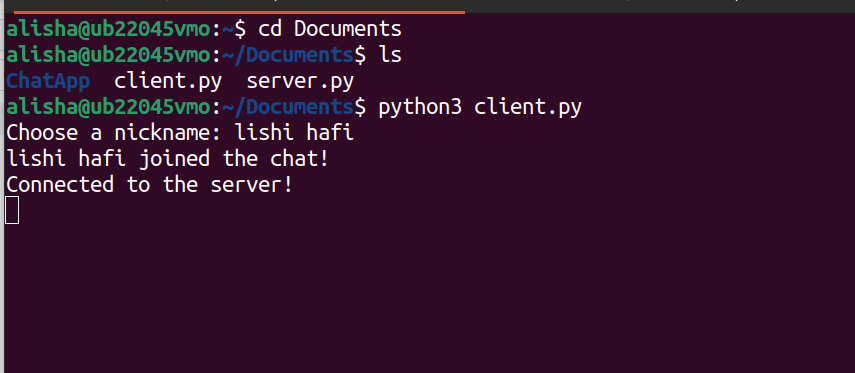 alisha@ub22045vmo:~$ cd Documents
alisha@ub22045vmo:~/Documents$ ls
ChatApp  client.py  server.py
alisha@ub22045vmo:~/Documents$ python3 client.py
Choose a nickname: lishi hafi
lishi hafi joined the chat!
Connected to the server!